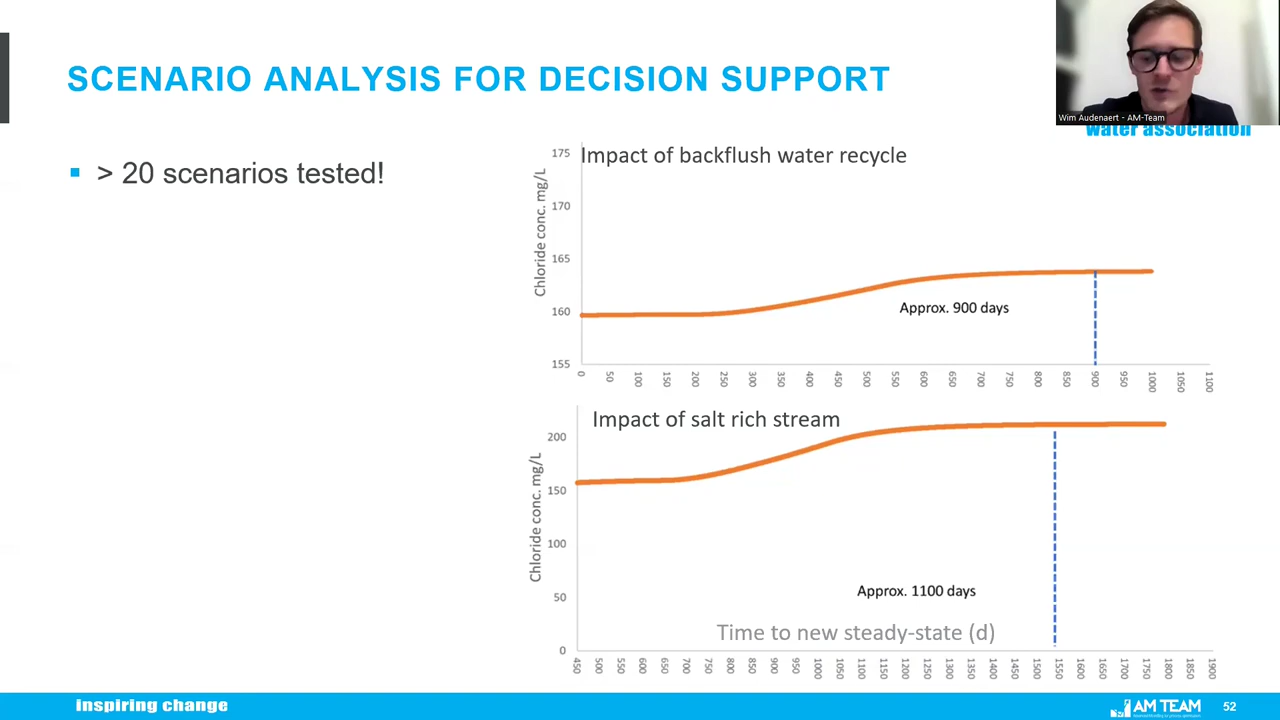 SCENARIO ANALYSIS FOR DECISION SUPPORT
Wim Audenaert - AM-Team
water association
> 20 scenarios tested!
Impact of backflush water recycle
Chloride conc. mg/L
175
170
165
160
155
Approx. 900 days
0 50 100 150 200 250 300 350 400 450 500 550 600 650 700 750 800 850 900 950 1000 1050 1100
Impact of salt rich stream
Chloride conc. mg/L
200
150
100
50
0
Approx. 1100 days
Time to new steady-state (d)
450 500 550 600 650 700 750 800 850 900 950 1000 1050 1100 1150 1200 1250 1300 1350 1400 1450 1500 1550 1600 1650 1700 1750 1800 1850 1900
inspiring change
AM TEAM
52